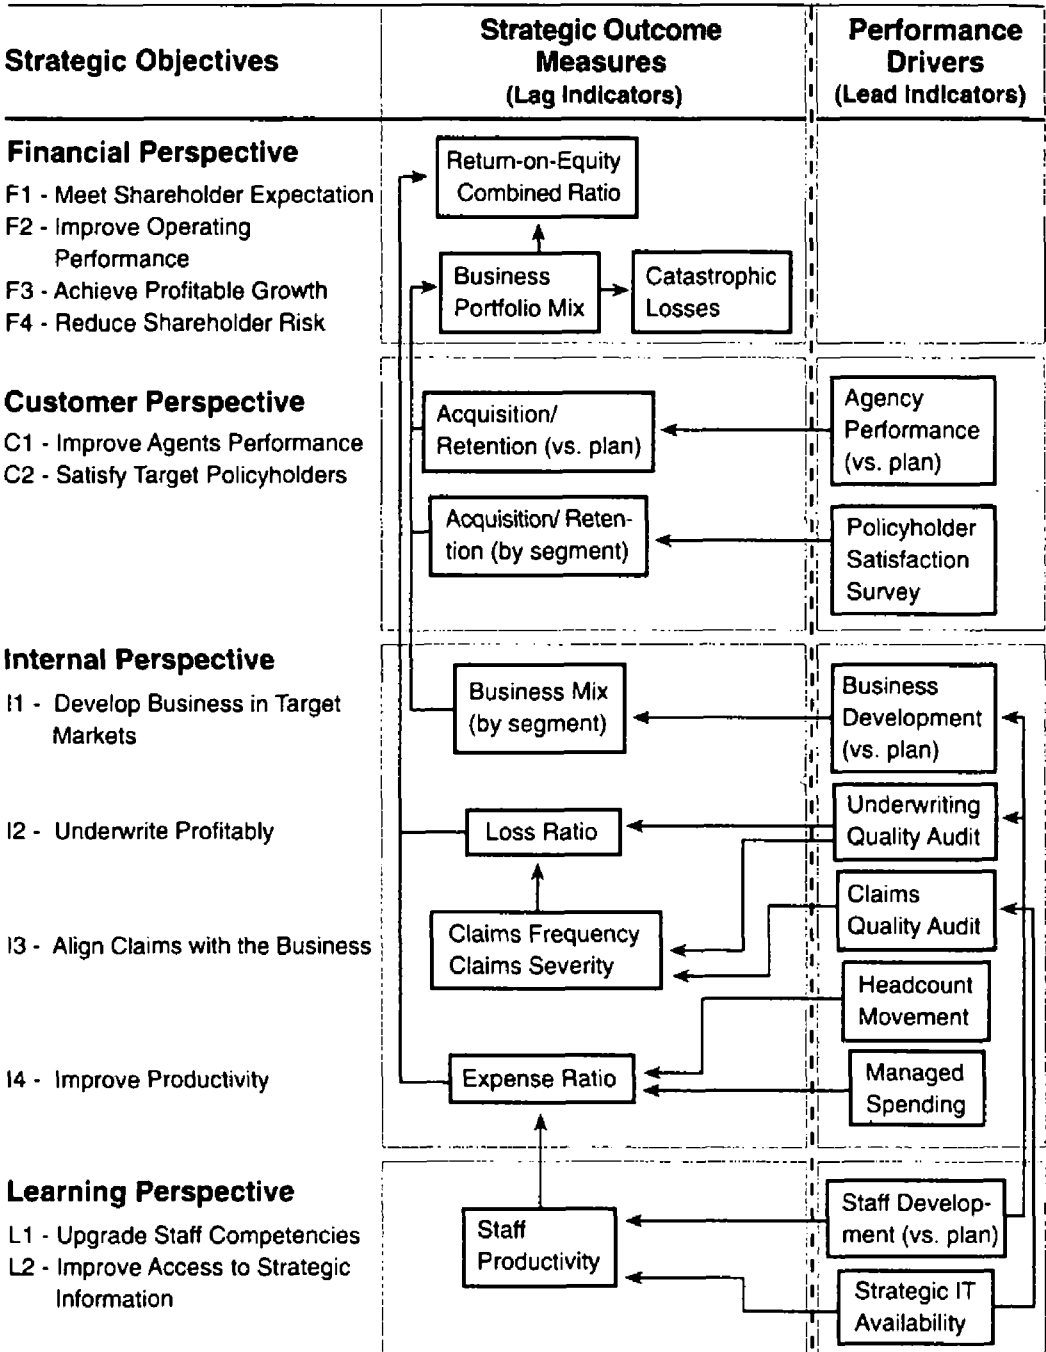 Strategic Objectives
Strategic Outcome
Measures
(Lag Indicators)
Performance
Drivers
(Lead Indicators)
Financial Perspective
F1 - Meet Shareholder Expectation
F2 - Improve Operating
Performance
F3 - Achieve Profitable Growth
F4 - Reduce Shareholder Risk
Return-on-Equity
Combined Ratio
Business
Portfolio Mix
Catastrophic
Losses
Customer Perspective
C1 - Improve Agents Performance
C2 - Satisfy Target Policyholders
Acquisition/
Retention (vs. plan)
Agency
Performance
(vs. plan)
Acquisition/ Reten-
tion (by segment)
Policyholder
Satisfaction
Survey
Internal Perspective
I1 - Develop Business in Target
Markets
Business Mix
(by segment)
Business
Development
(vs. plan)
I2 - Underwrite Profitably
Loss Ratio
Underwriting
Quality Audit
I3 - Align Claims with the Business
Claims Frequency
Claims Severity
Claims
Quality Audit
Headcount
Movement
I4 - Improve Productivity
Expense Ratio
Managed
Spending
Learning Perspective
L1 - Upgrade Staff Competencies
L2 - Improve Access to Strategic
Information
Staff
Productivity
Staff Develop-
ment (vs. plan)
Strategic IT
Availability